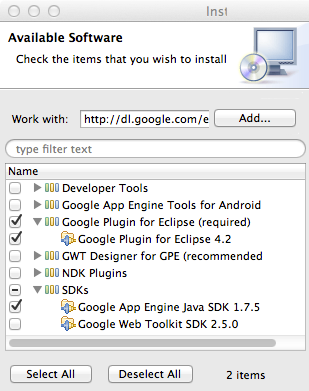 Inst
Available Software
Check the items that you wish to install
Work with: http://dl.google.com/e Add...
type filter text
Name
Developer Tools
Google App Engine Tools for Android
Google Plugin for Eclipse (required)
Google Plugin for Eclipse 4.2
GWT Designer for GPE (recommended
NDK Plugins
SDKs
Google App Engine Java SDK 1.7.5
Google Web Toolkit SDK 2.5.0
Select All Deselect All 2 items